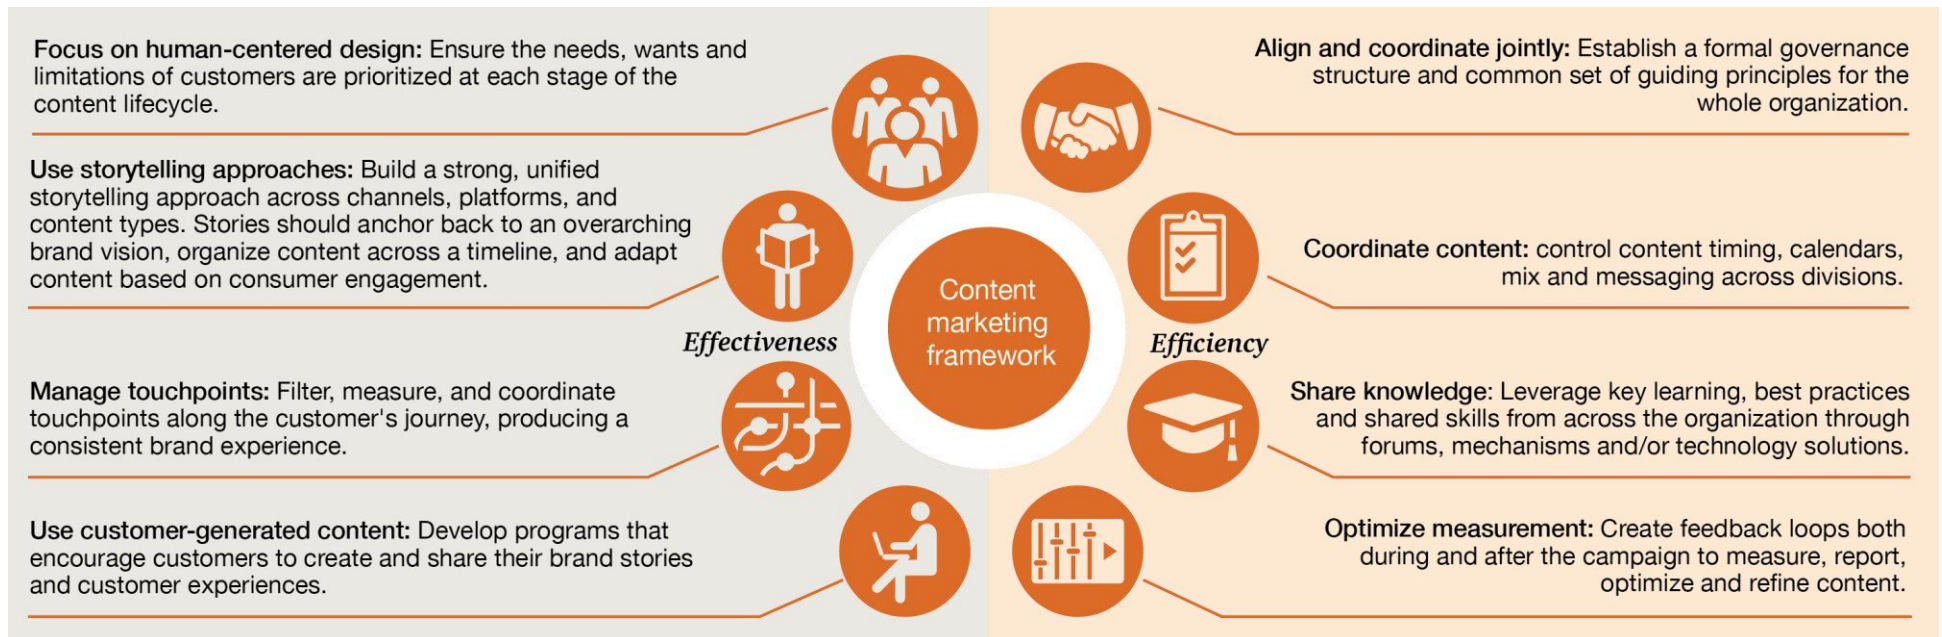 Focus on human-centered design: Ensure the needs, wants and
limitations of customers are prioritized at each stage of the
content lifecycle.
Use storytelling approaches: Build a strong, unified
storytelling approach across channels, platforms, and
content types. Stories should anchor back to an overarching
brand vision, organize content across a timeline, and adapt
content based on consumer engagement.
Effectiveness
Manage touchpoints: Filter, measure, and coordinate
touchpoints along the customer's journey, producing a
consistent brand experience.
Use customer-generated content: Develop programs that
encourage customers to create and share their brand stories
and customer experiences.
Content
marketing
framework
Align and coordinate jointly: Establish a formal governance
structure and common set of guiding principles for the
whole organization.
Coordinate content: control content timing, calendars,
mix and messaging across divisions.
Efficiency
Share knowledge: Leverage key learning, best practices
and shared skills from across the organization through
forums, mechanisms and/or technology solutions.
Optimize measurement: Create feedback loops both
during and after the campaign to measure, report,
optimize and refine content.